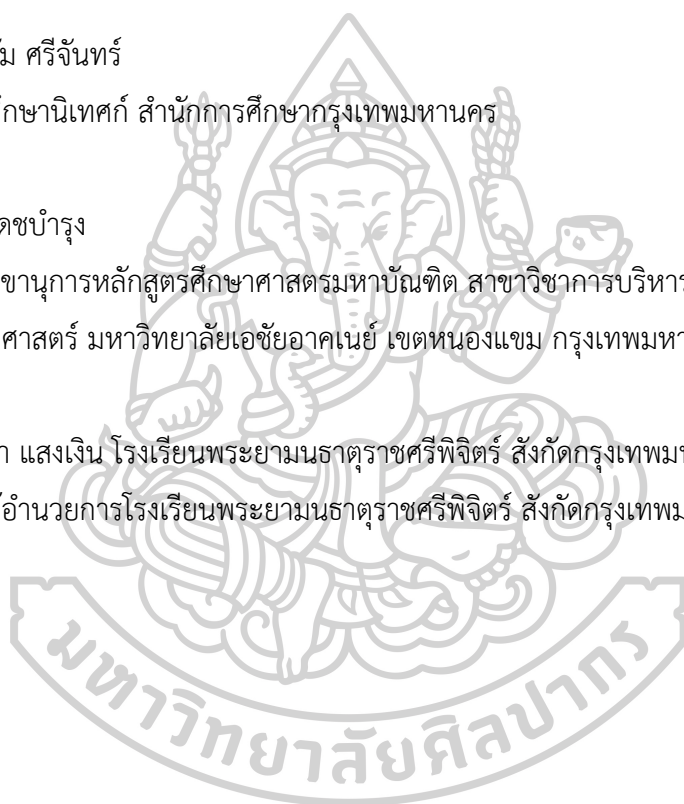 ัม ศรีจันทร์
ึกษานิเทศก์ สำนักการศึกษากรุงเทพมหานคร
ดชบำรุง
ขานุการหลักสูตรศึกษาศาสตรมหาบัณฑิต สาขาวิชาการบริหาร
ศาสตร์ มหาวิทยาลัยเอเชียอาคเนย์ เขตหนองแขม กรุงเทพมหา
แสงเงิน โรงเรียนพระยามนธาตุราชศรีพิจิตร์ สังกัดกรุงเทพม
อำนวยการโรงเรียนพระยามนธาตุราชศรีพิจิตร์ สังกัดกรุงเทพม
มหาวิทยาลัยศิลปากร